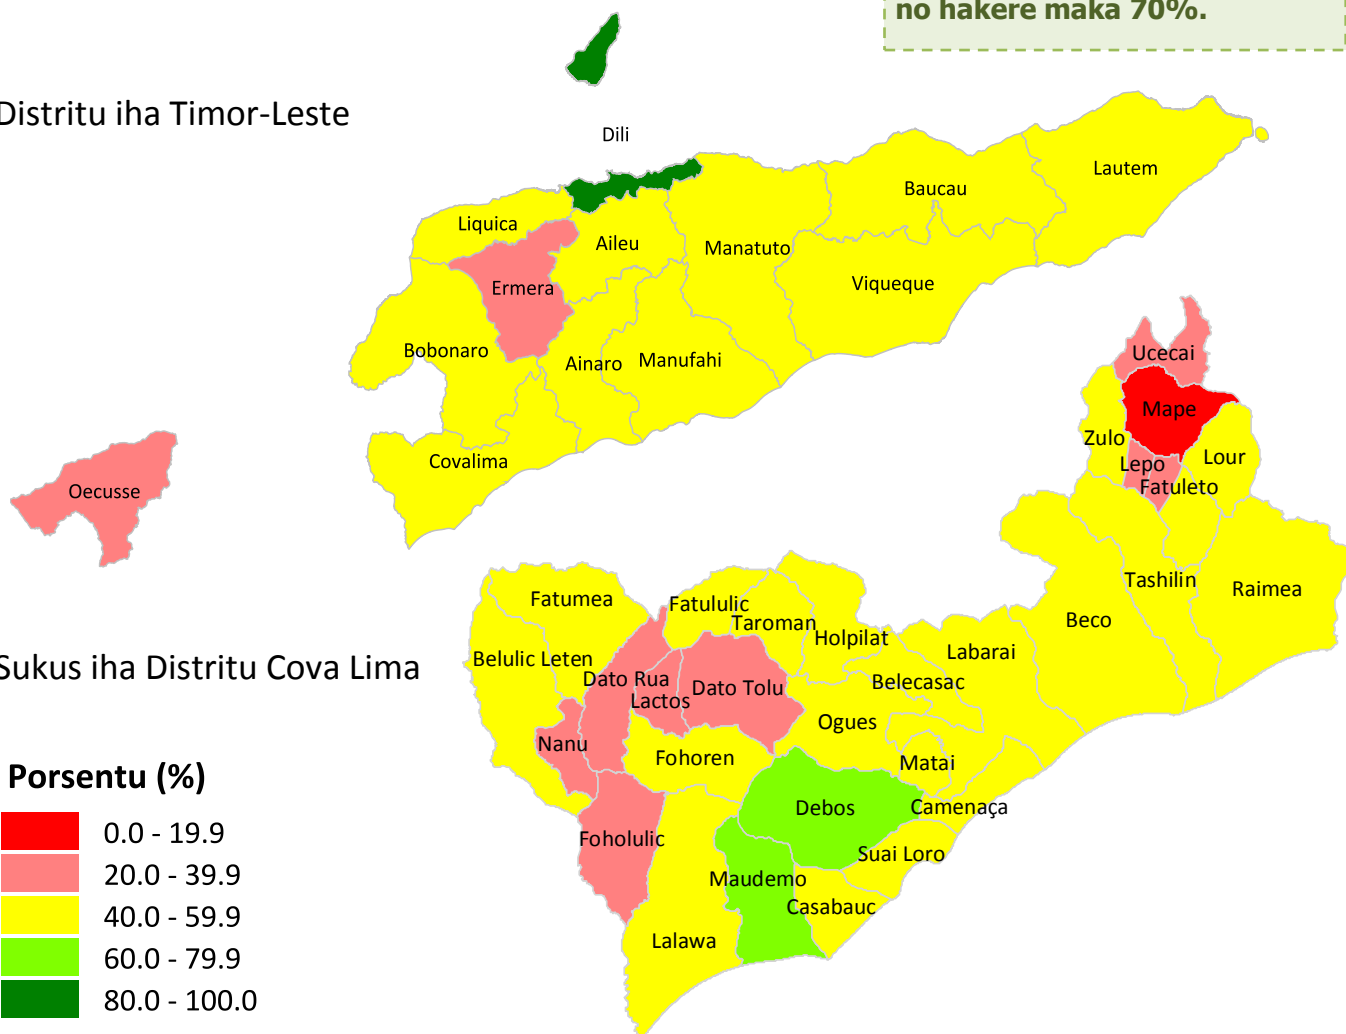 no hakere maka 70%.
Distritu iha Timor-Leste
Dili
Lautem
Baucau
Liquica
Aileu
Manatuto
Viqueque
Ermera
Bobonaro
Ainaro
Manufahi
Covalima
Oecusse
Ucecai
Mape
Zulo
Lour
Lepo
Fatuleto
Tashilin
Raimea
Beco
Sukus iha Distritu Cova Lima
Fatumea
Fatululic
Taroman
Holpilat
Labarai
Belulic Leten
Dato Rua
Belecasac
Lactos
Dato Tolu
Ogues
Nanu
Fohoren
Matai
Debos
Camenaça
Foholulic
Suai Loro
Maudemo
Casabauc
Lalawa
Porsentu (%)
0.0 - 19.9
20.0 - 39.9
40.0 - 59.9
60.0 - 79.9
80.0 - 100.0